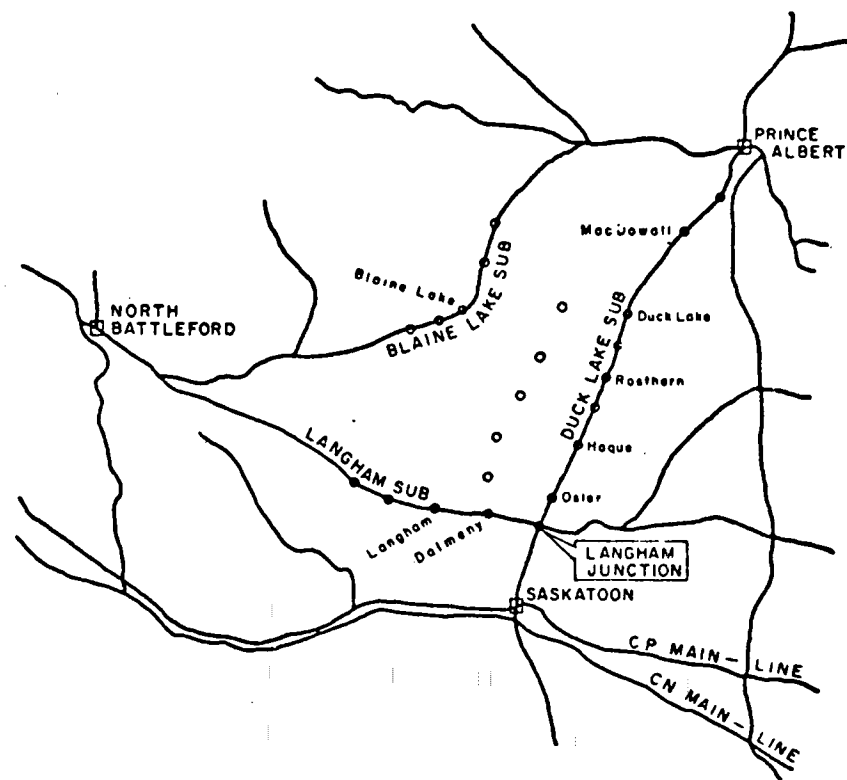 PRINCE
ALBERT
MacDowall
Blaine Lake
BLAINE LAKE SUB
NORTH
BATTLEFORD
DUCK LAKE SUB
Duck Lake
Rosthern
Hague
LANGHAM SUB
Osler
Langham
Dalmeny
LANGHAM
JUNCTION
SASKATOON
CP MAIN-LINE
CN MAIN-LINE